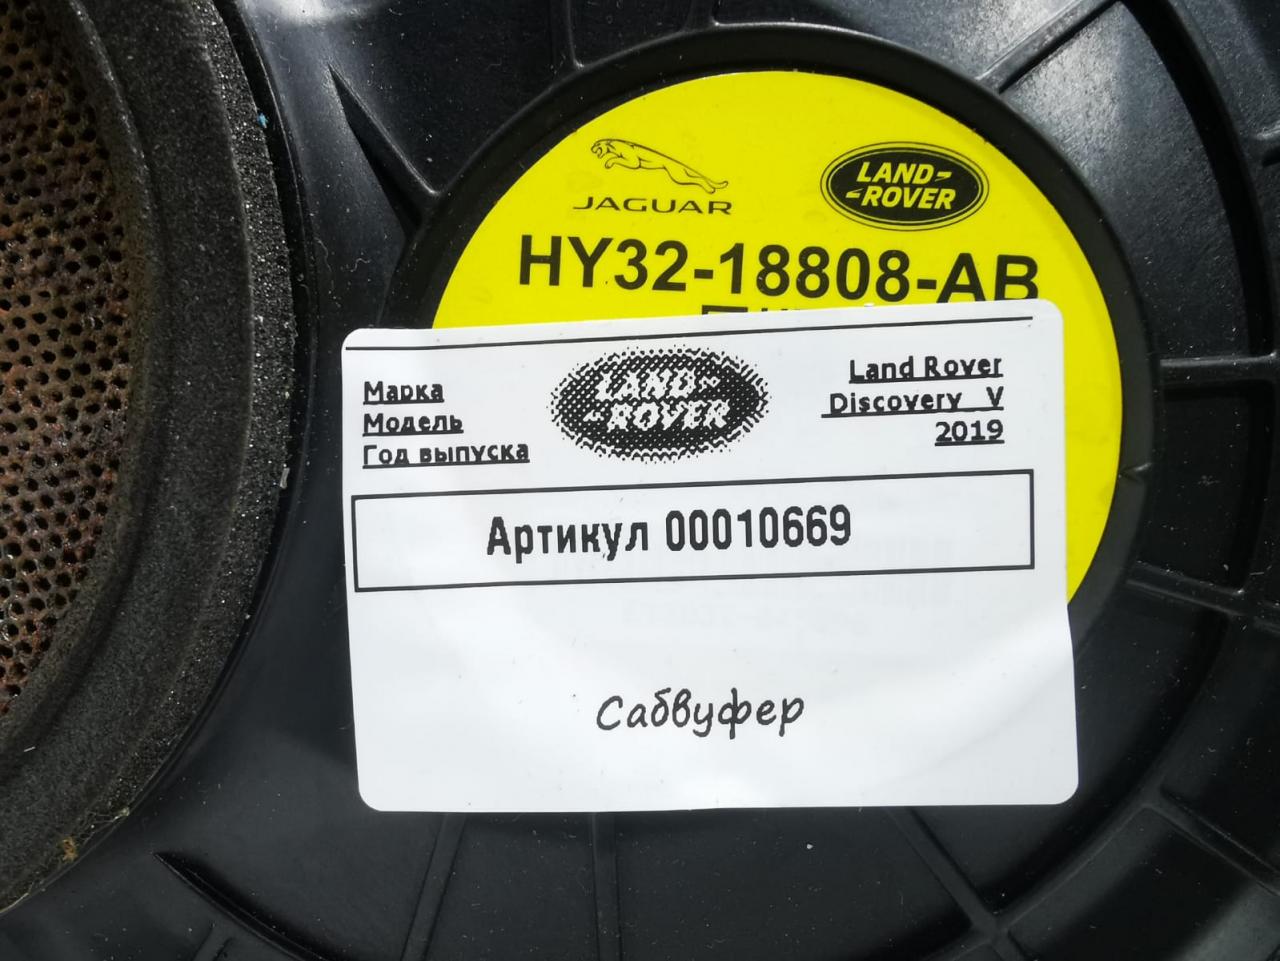 JAGUAR
LAND-
-ROVER
HY32-18808-AB
Марка
Модель
Год выпуска
LAND-
-ROVER
Land Rover
Discovery V
2019
Артикул 00010669
Сабвуфер